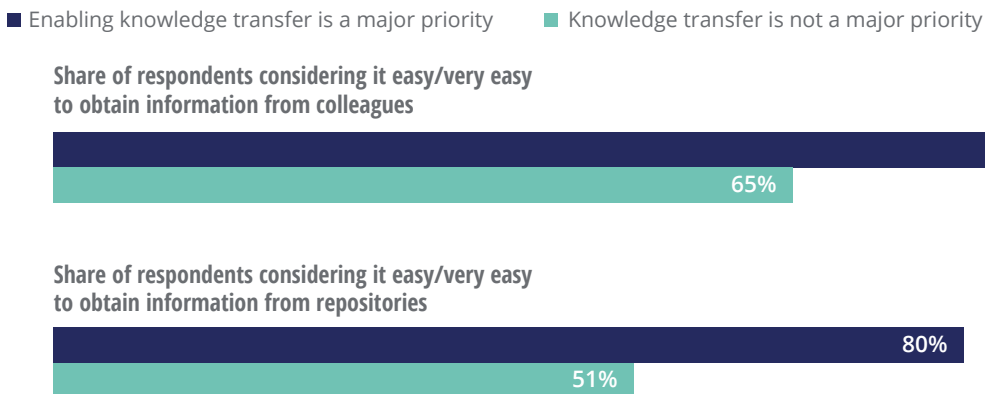 Enabling knowledge transfer is a major priority
Knowledge transfer is not a major priority
Share of respondents considering it easy/very easy
to obtain information from colleagues
65%
Share of respondents considering it easy/very easy
to obtain information from repositories
80%
51%